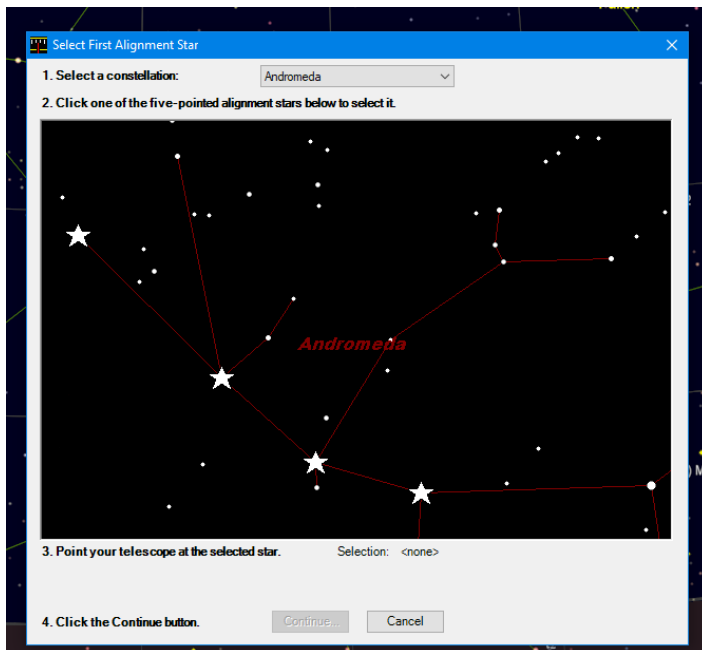 Select First Alignment Star
1. Select a constellation:
Andromeda
2. Click one of the five-pointed alignment stars below to select it.
Andromeda
3. Point your telescope at the selected star.
Selection: <none>
4. Click the Continue button.
Continue...
Cancel